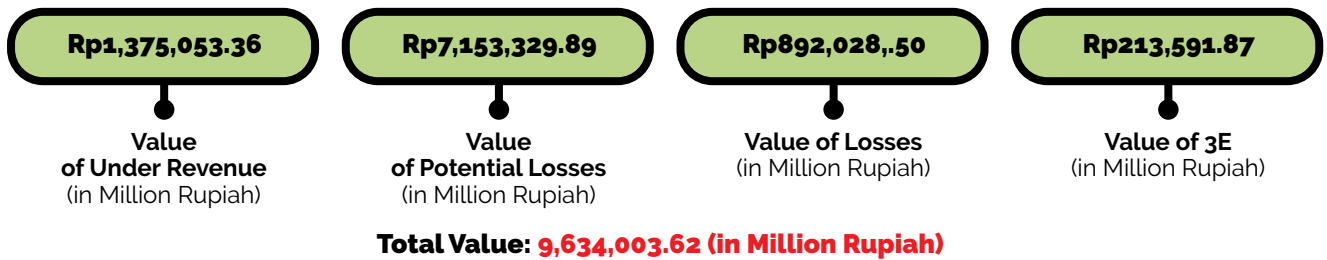 Rp1,375,053.36
Rp7,153,329.89
Rp892,028,.50
Rp213,591.87
Value
of Under Revenue
(in Million Rupiah)
Value
of Potential Losses
(in Million Rupiah)
Value of Losses
(in Million Rupiah)
Value of 3E
(in Million Rupiah)
Total Value: 9,634,003.62 (in Million Rupiah)